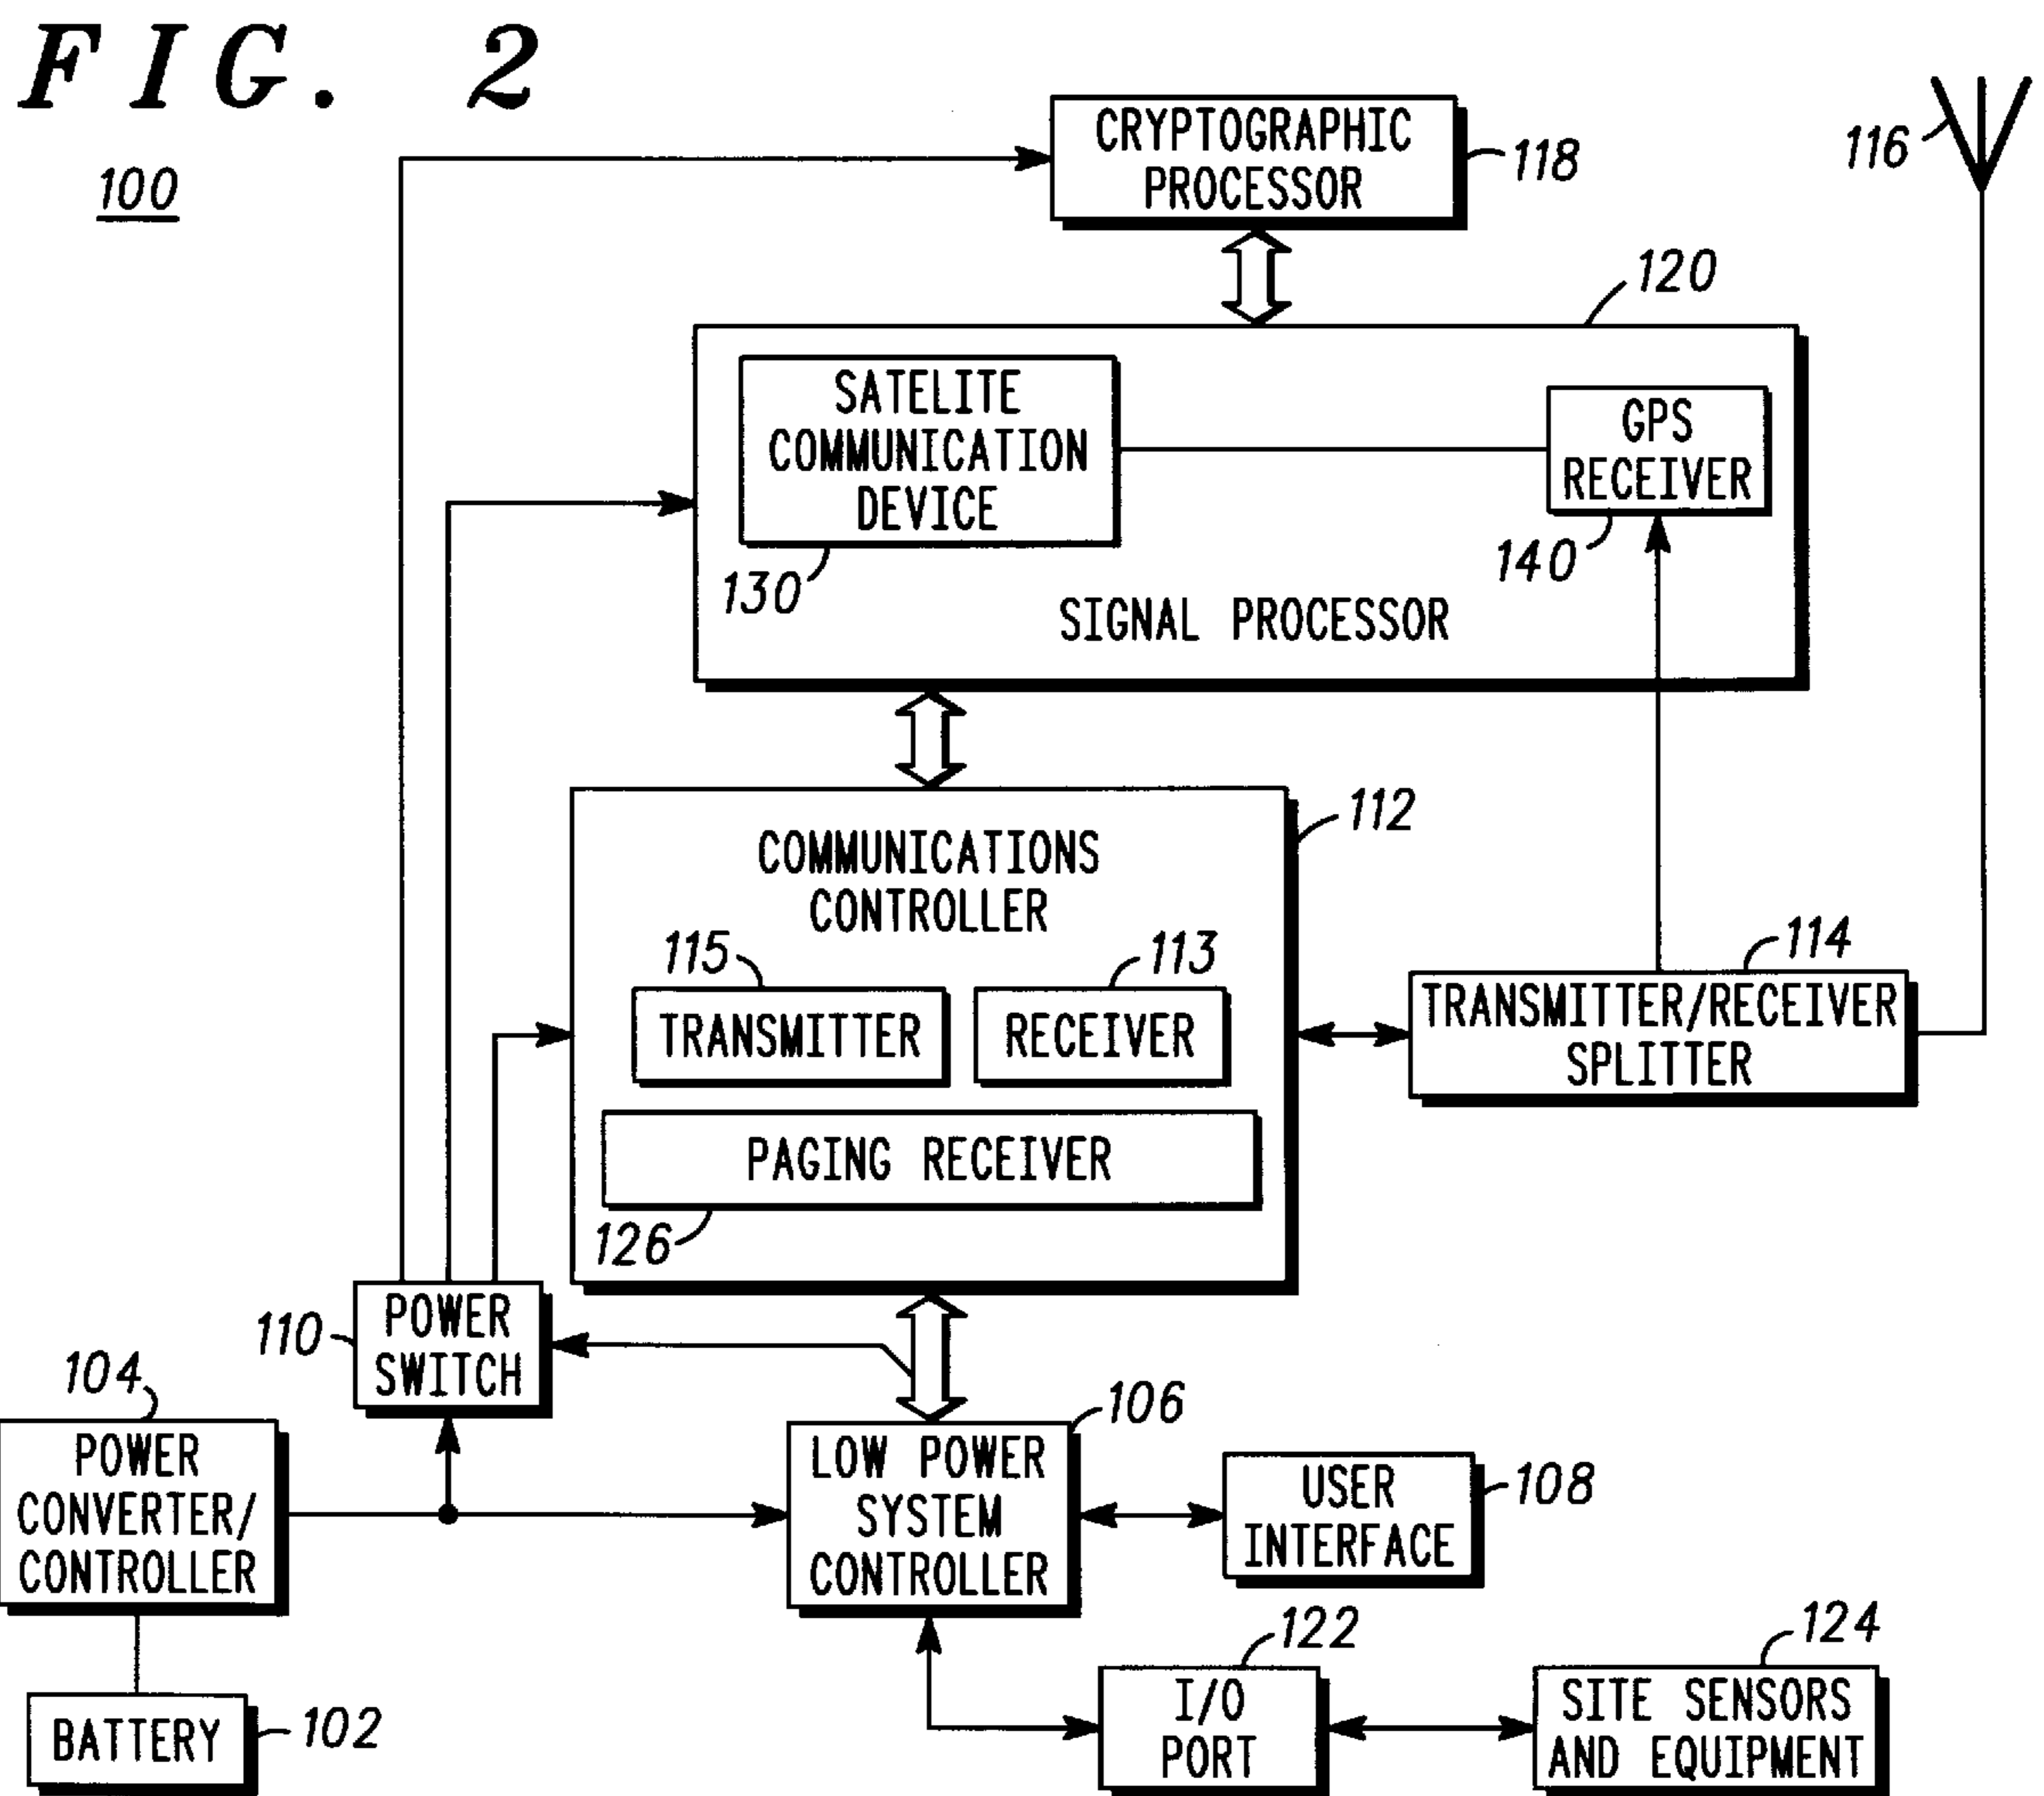 FIG. 2
100
CRYPTOGRAPHIC
PROCESSOR
118
116
120
SATELITE
COMMUNICATION
DEVICE
130
GPS
RECEIVER
140
SIGNAL PROCESSOR
COMMUNICATIONS
CONTROLLER
112
115
TRANSMITTER
113
RECEIVER
PAGING RECEIVER
126
114
TRANSMITTER/RECEIVER
SPLITTER
110
POWER
SWITCH
104
POWER
CONVERTER/
CONTROLLER
106
LOW POWER
SYSTEM
CONTROLLER
USER
INTERFACE
108
BATTERY
102
122
I/O
PORT
124
SITE SENSORS
AND EQUIPMENT